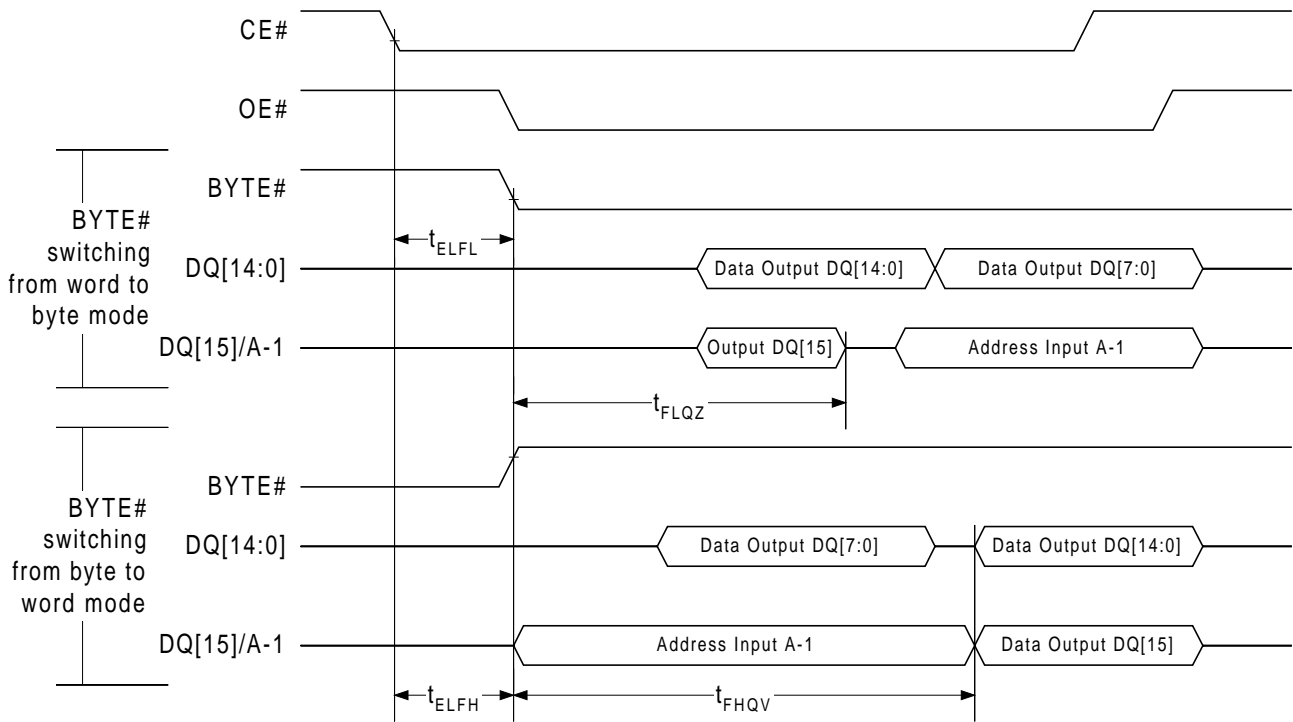 CE#
OE#
BYTE#
BYTE#
switching
from word to
byte mode
tELFL
DQ[14:0]
Data Output DQ[14:0]
Data Output DQ[7:0]
DQ[15]/A-1
Output DQ[15]
Address Input A-1
tFLQZ
BYTE#
BYTE#
switching
from byte to
word mode
DQ[14:0]
Data Output DQ[7:0]
Data Output DQ[14:0]
DQ[15]/A-1
Address Input A-1
Data Output DQ[15]
tELFH
tFHQV